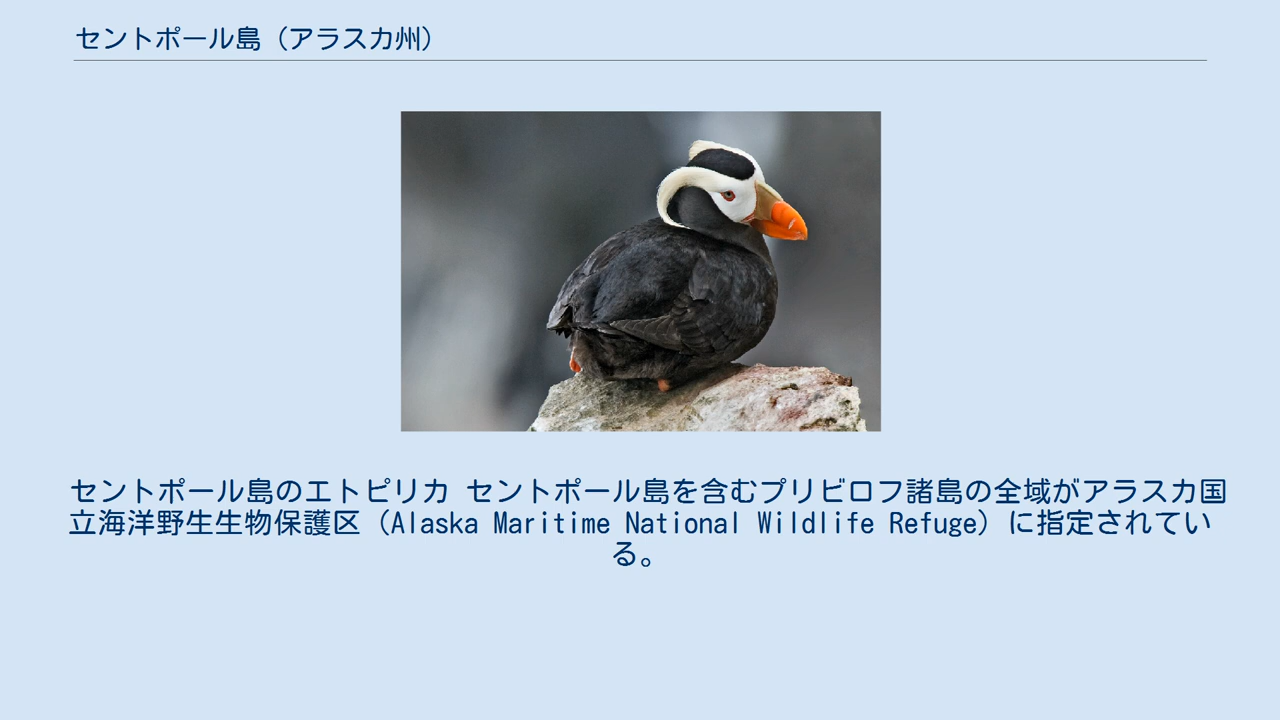 セントポール島（アラスカ州）
セントポール島のエトピリカ セントポール島を含むプリビロフ諸島の全域がアラスカ国
立海洋野生生物保護区（Alaska Maritime National Wildlife Refuge）に指定されてい
る。